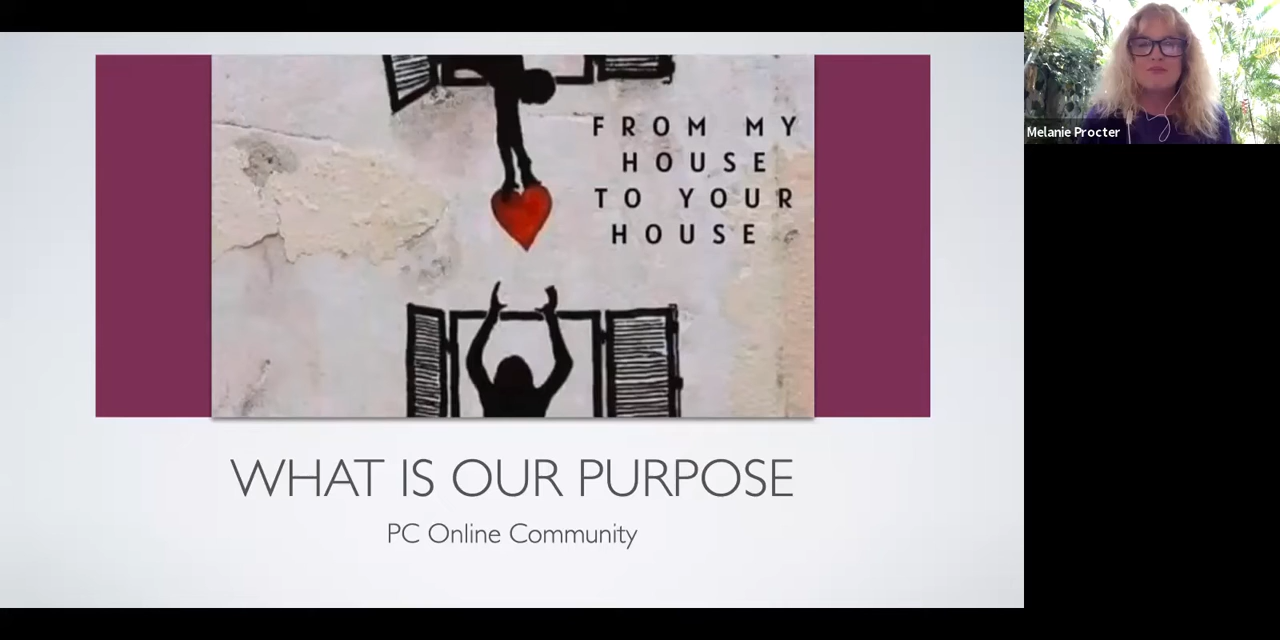 FROM MY
HOUSE
TO YOUR
HOUSE
WHAT IS OUR PURPOSE
PC Online Community
Melanie Procter